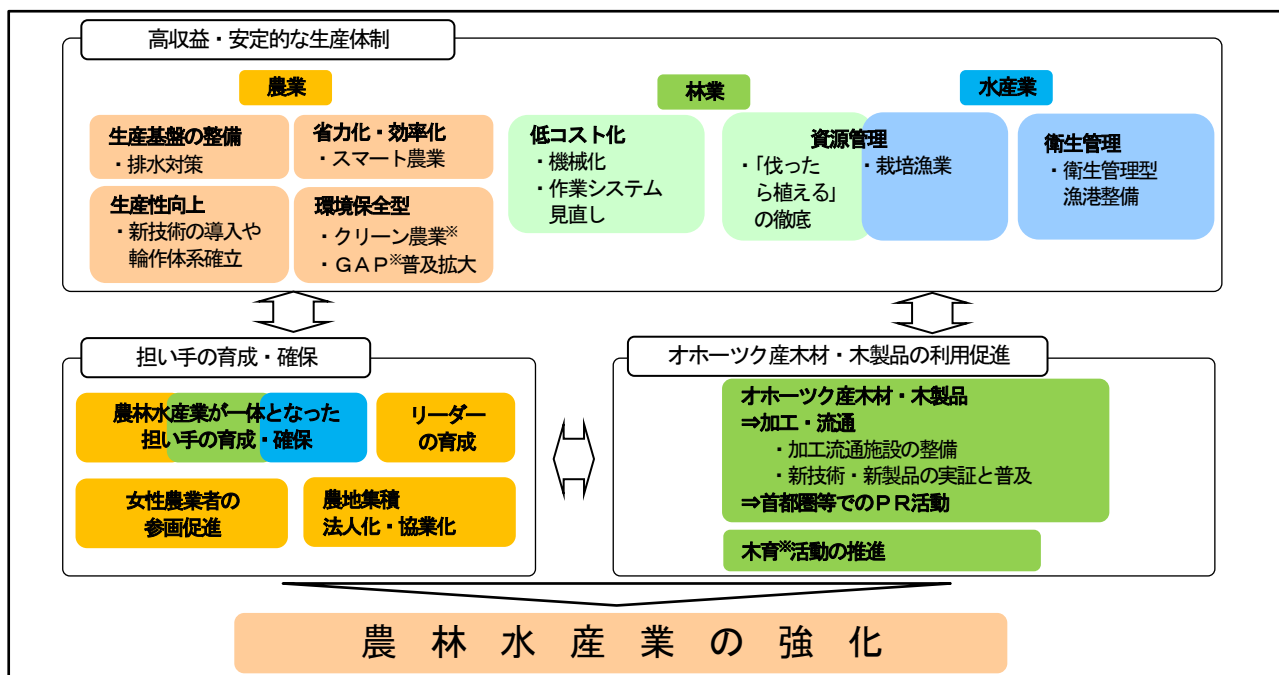 高収益・安定的な生産体制
農業
生産基盤の整備
・排水対策
省力化・効率化
・スマート農業
生産性向上
・新技術の導入や
輪作体系確立
環境保全型
・クリーン農業※
・ＧＡＰ※普及拡大
林業
水産業
低コスト化
・機械化
・作業システム
見直し
資源管理
・「伐った
ら植える」
の徹底
・栽培漁業
衛生管理
・衛生管理型
漁港整備
担い手の育成・確保
農林水産業が一体となった
担い手の育成・確保
リーダー
の育成
女性農業者の
参画促進
農地集積
法人化・協業化
オホーツク産木材・木製品の利用促進
オホーツク産木材・木製品
⇒加工・流通
・加工流通施設の整備
・新技術・新製品の実証と普及
⇒首都圏等でのＰＲ活動
木育※活動の推進
農林水産業の強化